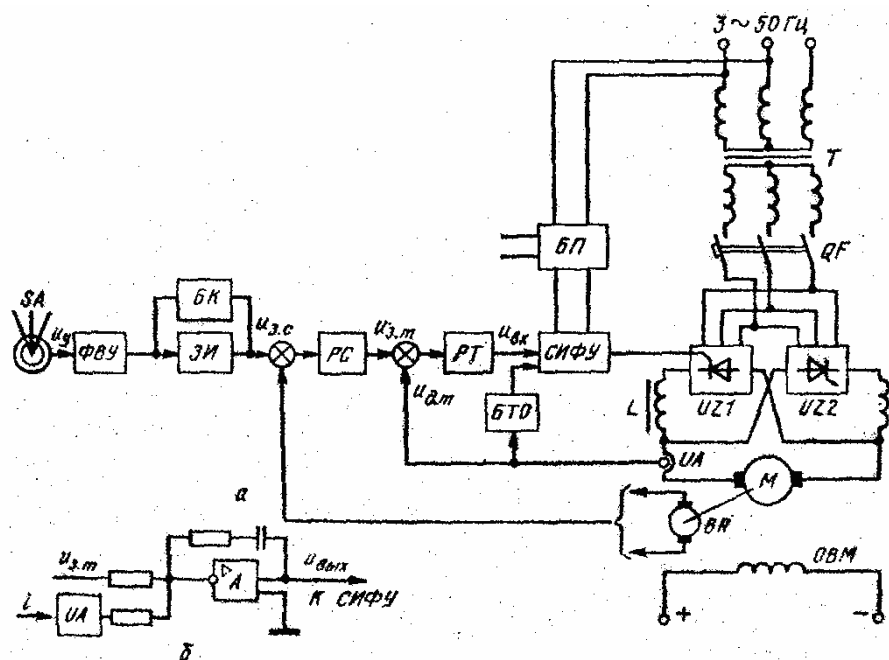 3 ~ 50 Гц
T
QF
БП
SA
БК
uу
ФВУ
ЗИ
uз.с
РС
uз.т
РТ
uвх
СИФУ
uд.т
БТО
L
UZ1
UZ2
UA
М
а
BR
ОВМ
+
−
uз.т
i
UA
A
uвых
К СИФУ
б